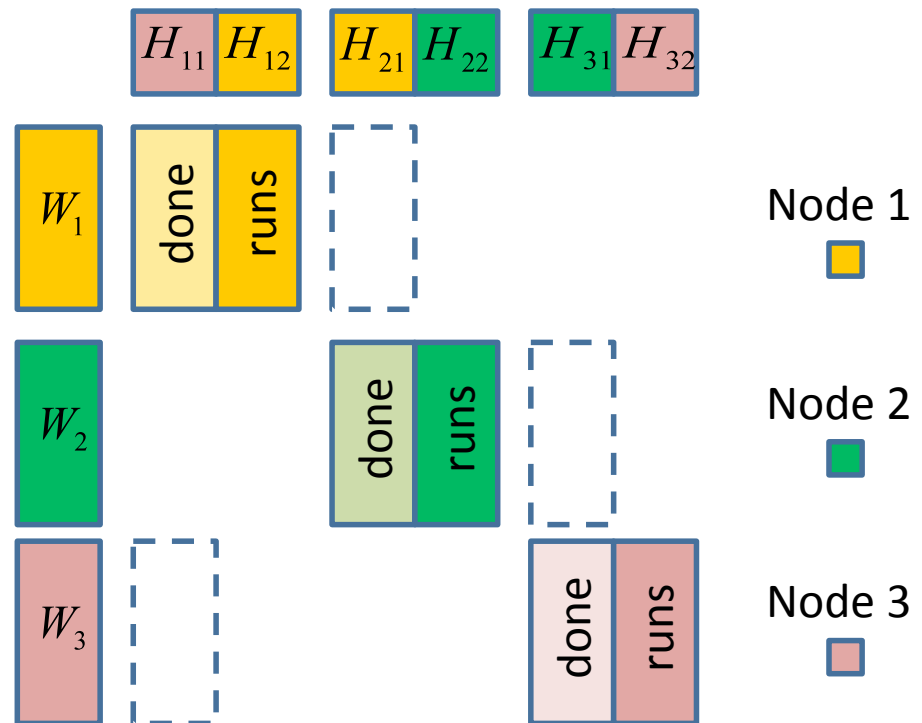 H₁₁ H₁₂ H₂₁ H₂₂ H₃₁ H₃₂
W₁ done runs Node 1
W₂ done runs Node 2
W₃ done runs Node 3